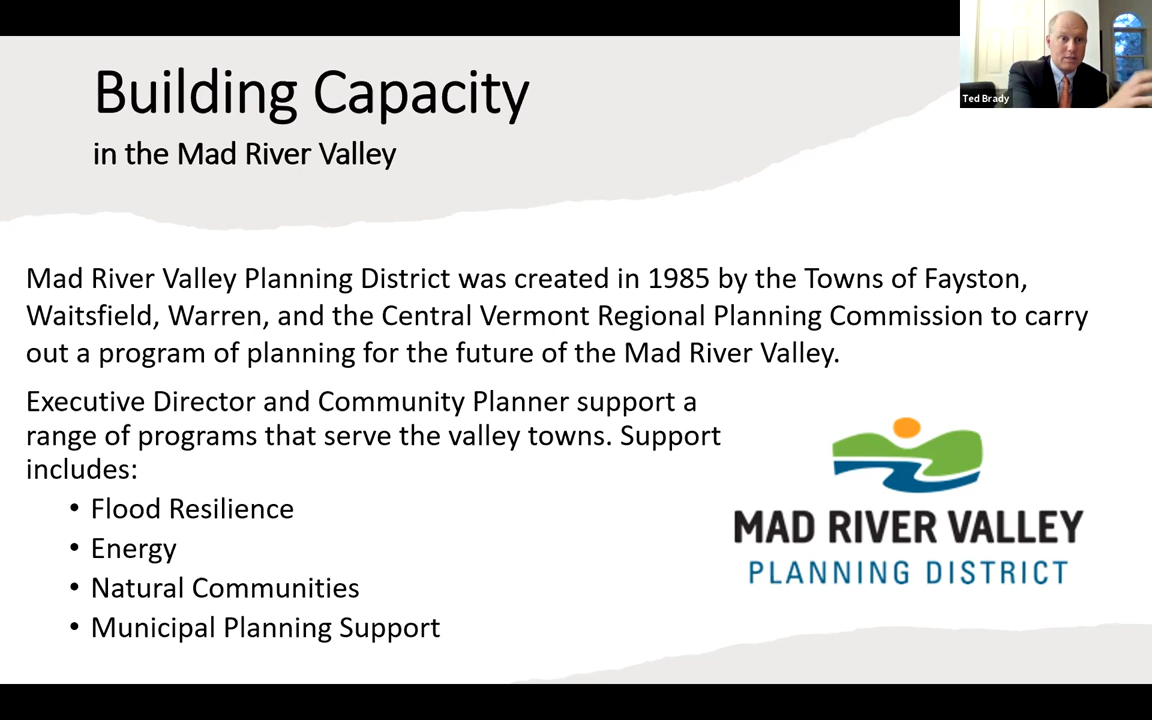 Building Capacity
in the Mad River Valley
Ted Brady
Mad River Valley Planning District was created in 1985 by the Towns of Fayston,
Waitsfield, Warren, and the Central Vermont Regional Planning Commission to carry
out a program of planning for the future of the Mad River Valley.
Executive Director and Community Planner support a
range of programs that serve the valley towns. Support
includes:
• Flood Resilience
• Energy
• Natural Communities
• Municipal Planning Support
MAD RIVER VALLEY
PLANNING DISTRICT